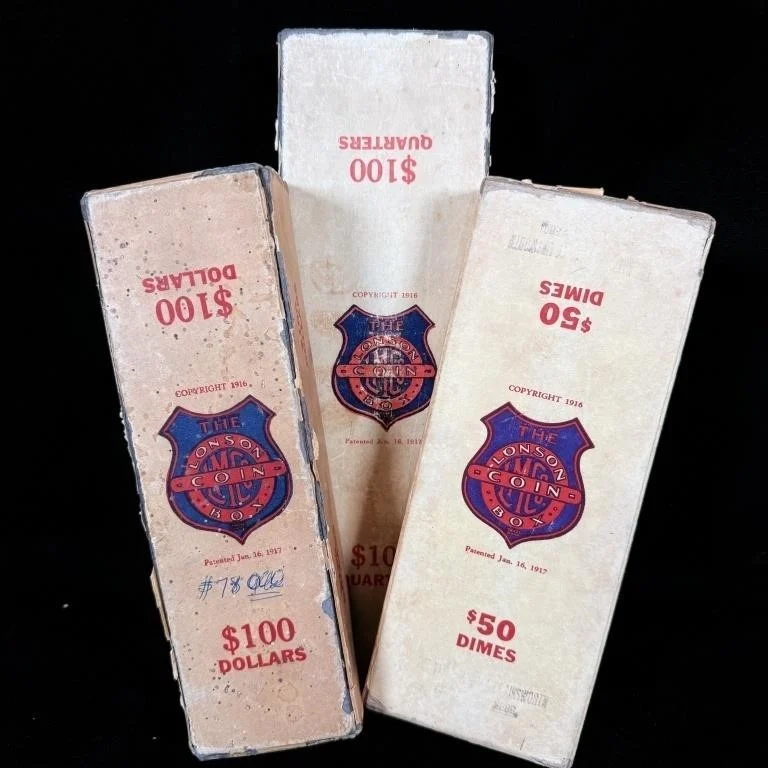 $100
DOLLARS
COPYRIGHT 1916
THE
LONSON
COIN
BOX
Patented Jan. 16, 1917
$100
DOLLARS
$100
QUARTERS
COPYRIGHT 1916
THE
LONSON
COIN
BOX
Patented Jan. 16, 1917
$50
DIMES
COPYRIGHT 1916
THE
LONSON
COIN
BOX
Patented Jan. 16, 1917
$50
DIMES